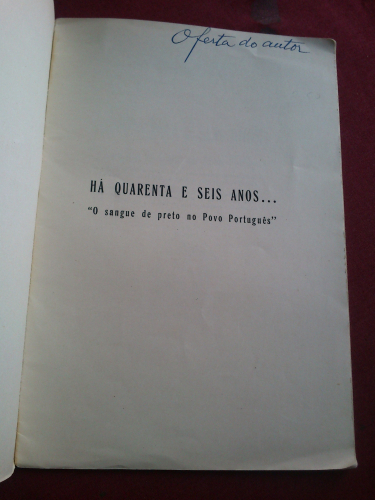 Oferta do autor
HÁ QUARENTA E SEIS ANOS...
"O sangue de preto no Povo Português"